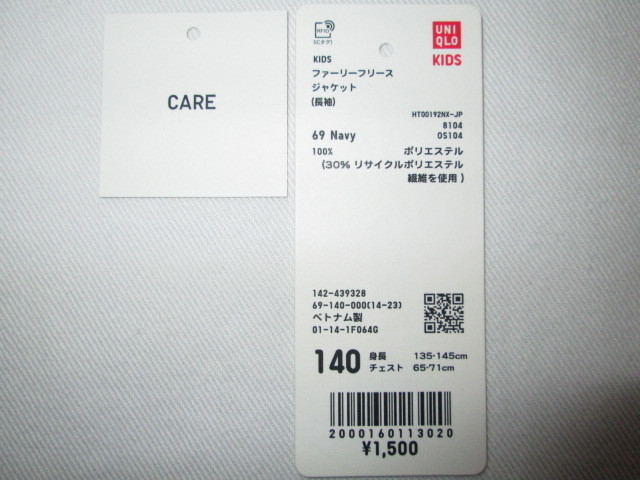 CARE
RFID
(ICタグ)
UNI
QLO
KIDS
KIDS
ファーリーフリース
ジャケット
(長袖)
HT00192NX-JP
8104
OS104
69 Navy
100% ポリエステル
(30% リサイクルポリエステル
繊維を使用)
142-439328
69-140-000(14-23)
ベトナム製
01-14-1F064G
140 身長 135-145cm
チェスト 65-71cm
2000160113020
¥1,500